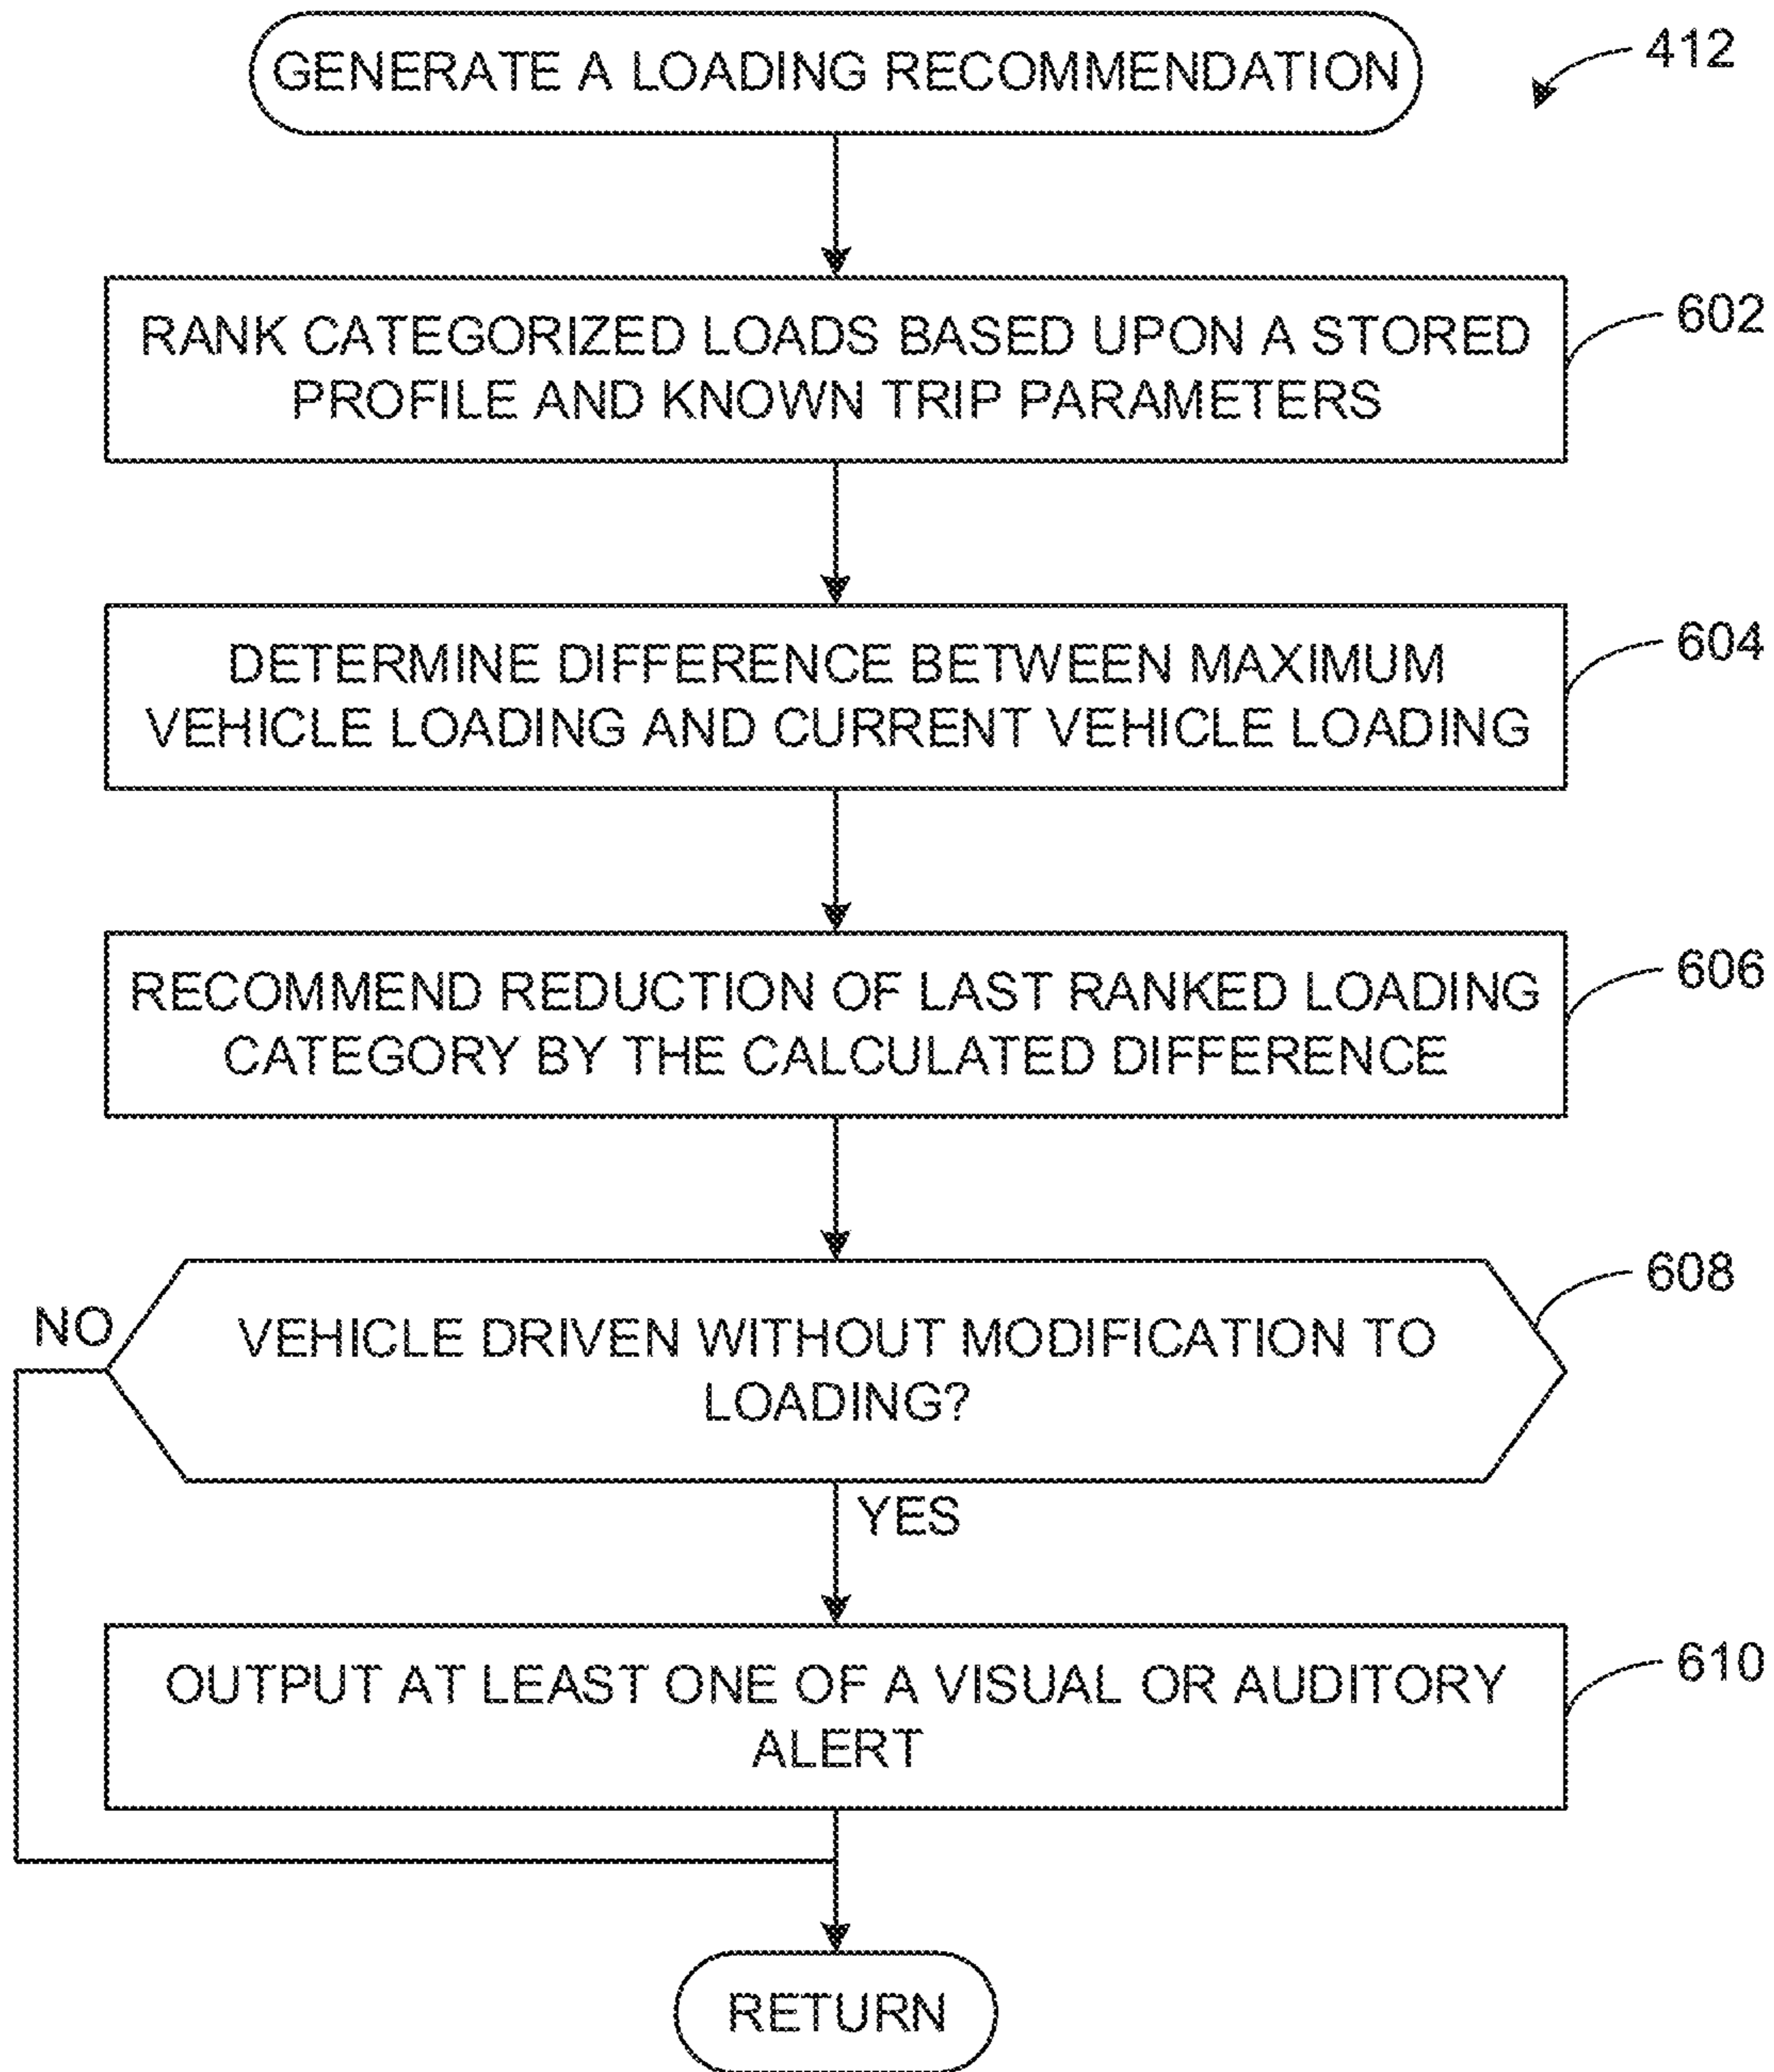 GENERATE A LOADING RECOMMENDATION
412
RANK CATEGORIZED LOADS BASED UPON A STORED
PROFILE AND KNOWN TRIP PARAMETERS
602
DETERMINE DIFFERENCE BETWEEN MAXIMUM
VEHICLE LOADING AND CURRENT VEHICLE LOADING
604
RECOMMEND REDUCTION OF LAST RANKED LOADING
CATEGORY BY THE CALCULATED DIFFERENCE
606
608
NO
VEHICLE DRIVEN WITHOUT MODIFICATION TO
LOADING?
YES
OUTPUT AT LEAST ONE OF A VISUAL OR AUDITORY
ALERT
610
RETURN